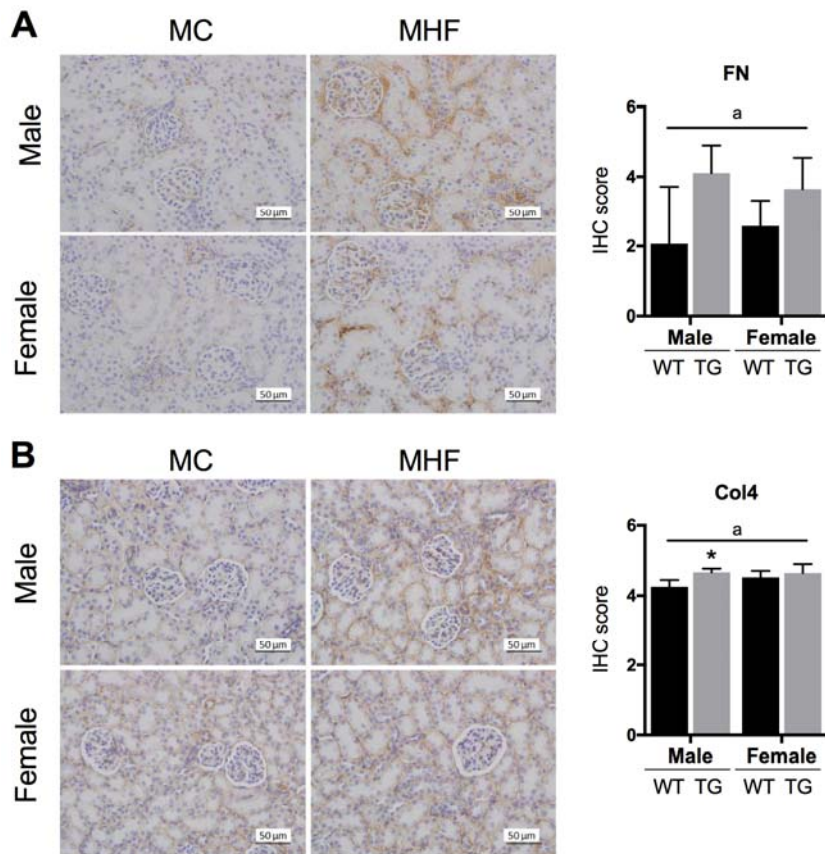 A
MC
MHF
Male
50 µm
50 µm
Female
50 µm
50 µm
FN
a
IHC score
6
4
2
0
Male
Female
WT TG WT TG
B
MC
MHF
Male
50 µm
50 µm
Female
50 µm
50 µm
Col4
a
*
IHC score
6
4
2
0
Male
Female
WT TG WT TG